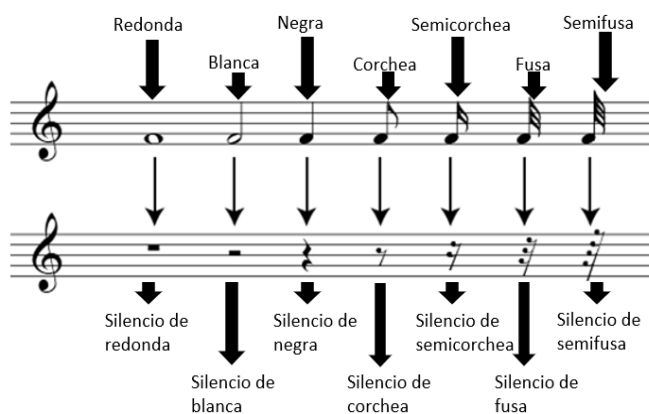 Redonda
Negra
Semicorchea
Semifusa
Blanca
Corchea
Fusa
Silencio de
redonda
Silencio de
negra
Silencio de
semicorchea
Silencio de
semifusa
Silencio de
blanca
Silencio de
corchea
Silencio de
fusa